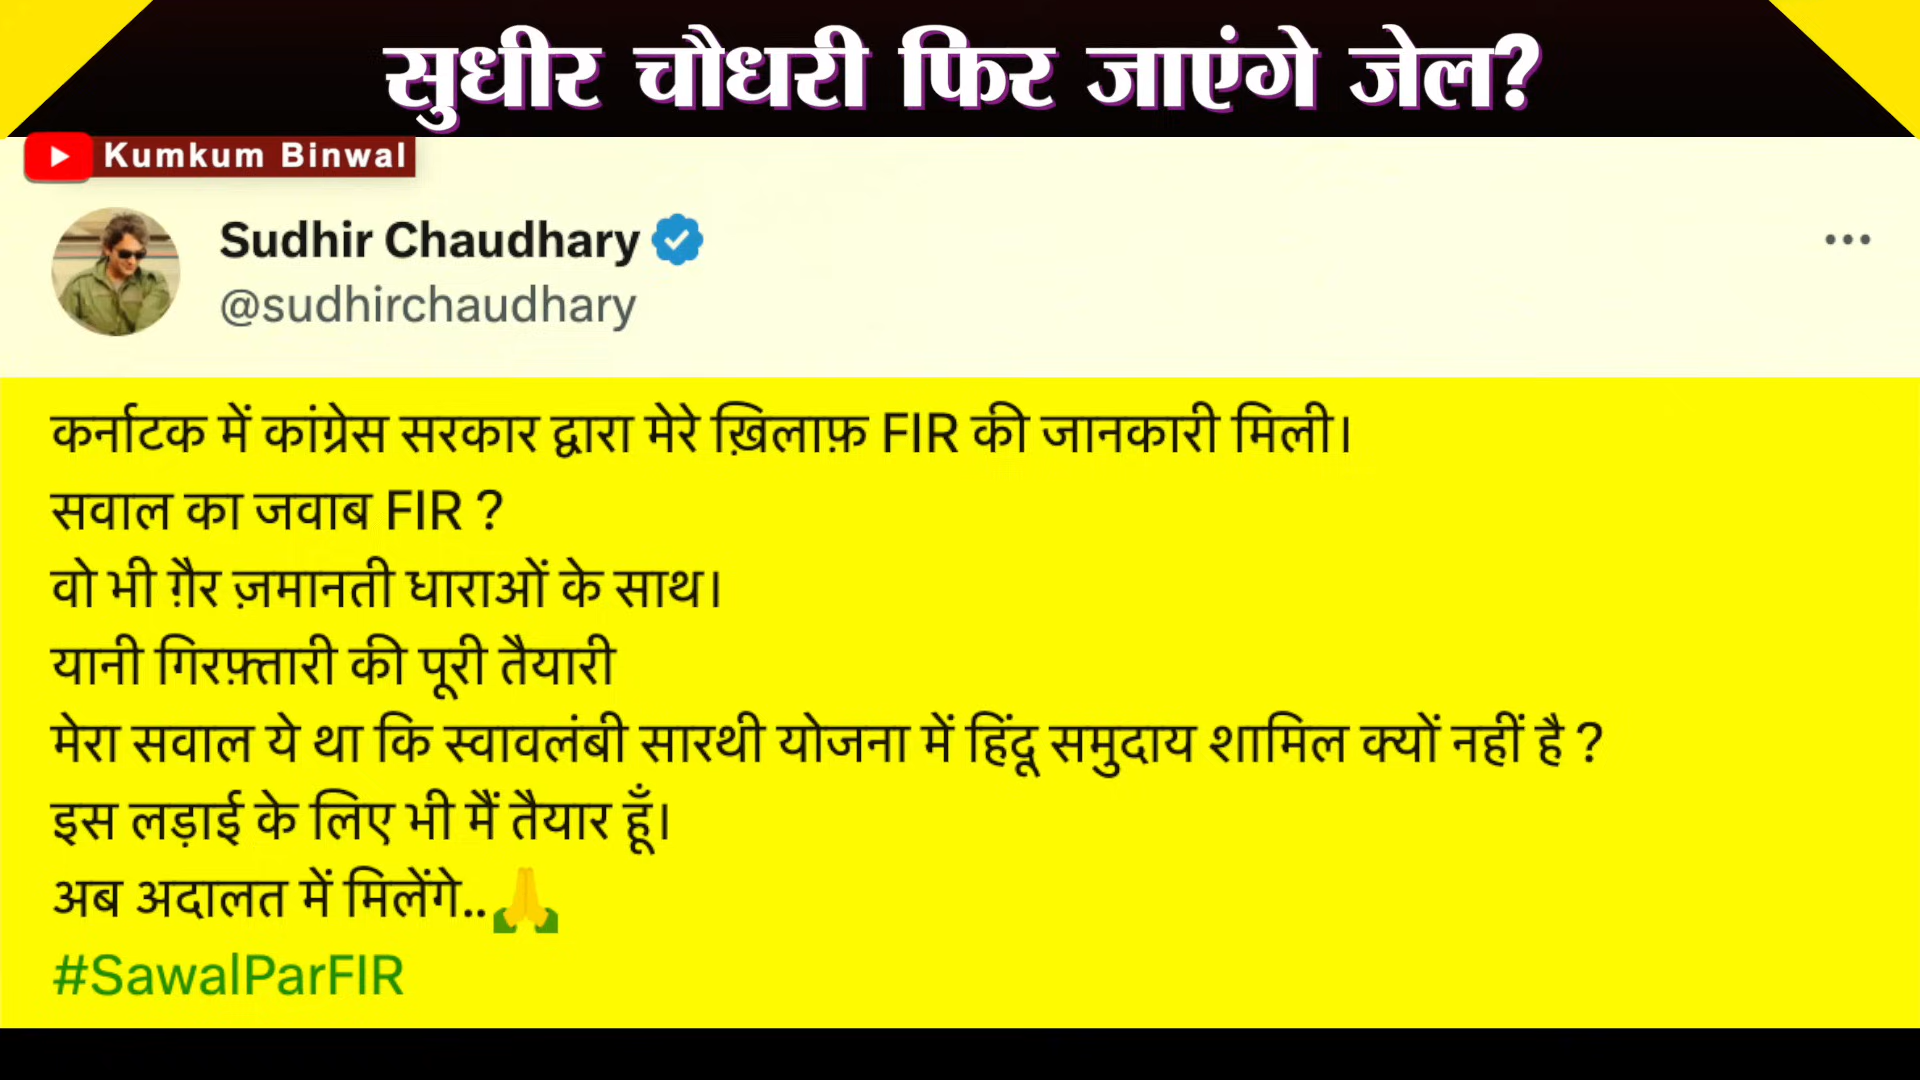 सुधीर चौधरी फिर जाएंगे जेल?
Kumkum Binwal
Sudhir Chaudhary
@sudhirchaudhary
कर्नाटक में कांग्रेस सरकार द्वारा मेरे ख़िलाफ़ FIR की जानकारी मिली।
सवाल का जवाब FIR ?
वो भी ग़ैर ज़मानती धाराओं के साथ।
यानी गिरफ़्तारी की पूरी तैयारी
मेरा सवाल ये था कि स्वावलंबी सारथी योजना में हिंदू समुदाय शामिल क्यों नहीं है ?
इस लड़ाई के लिए भी मैं तैयार हूँ।
अब अदालत में मिलेंगे..🙏
#SawalParFIR